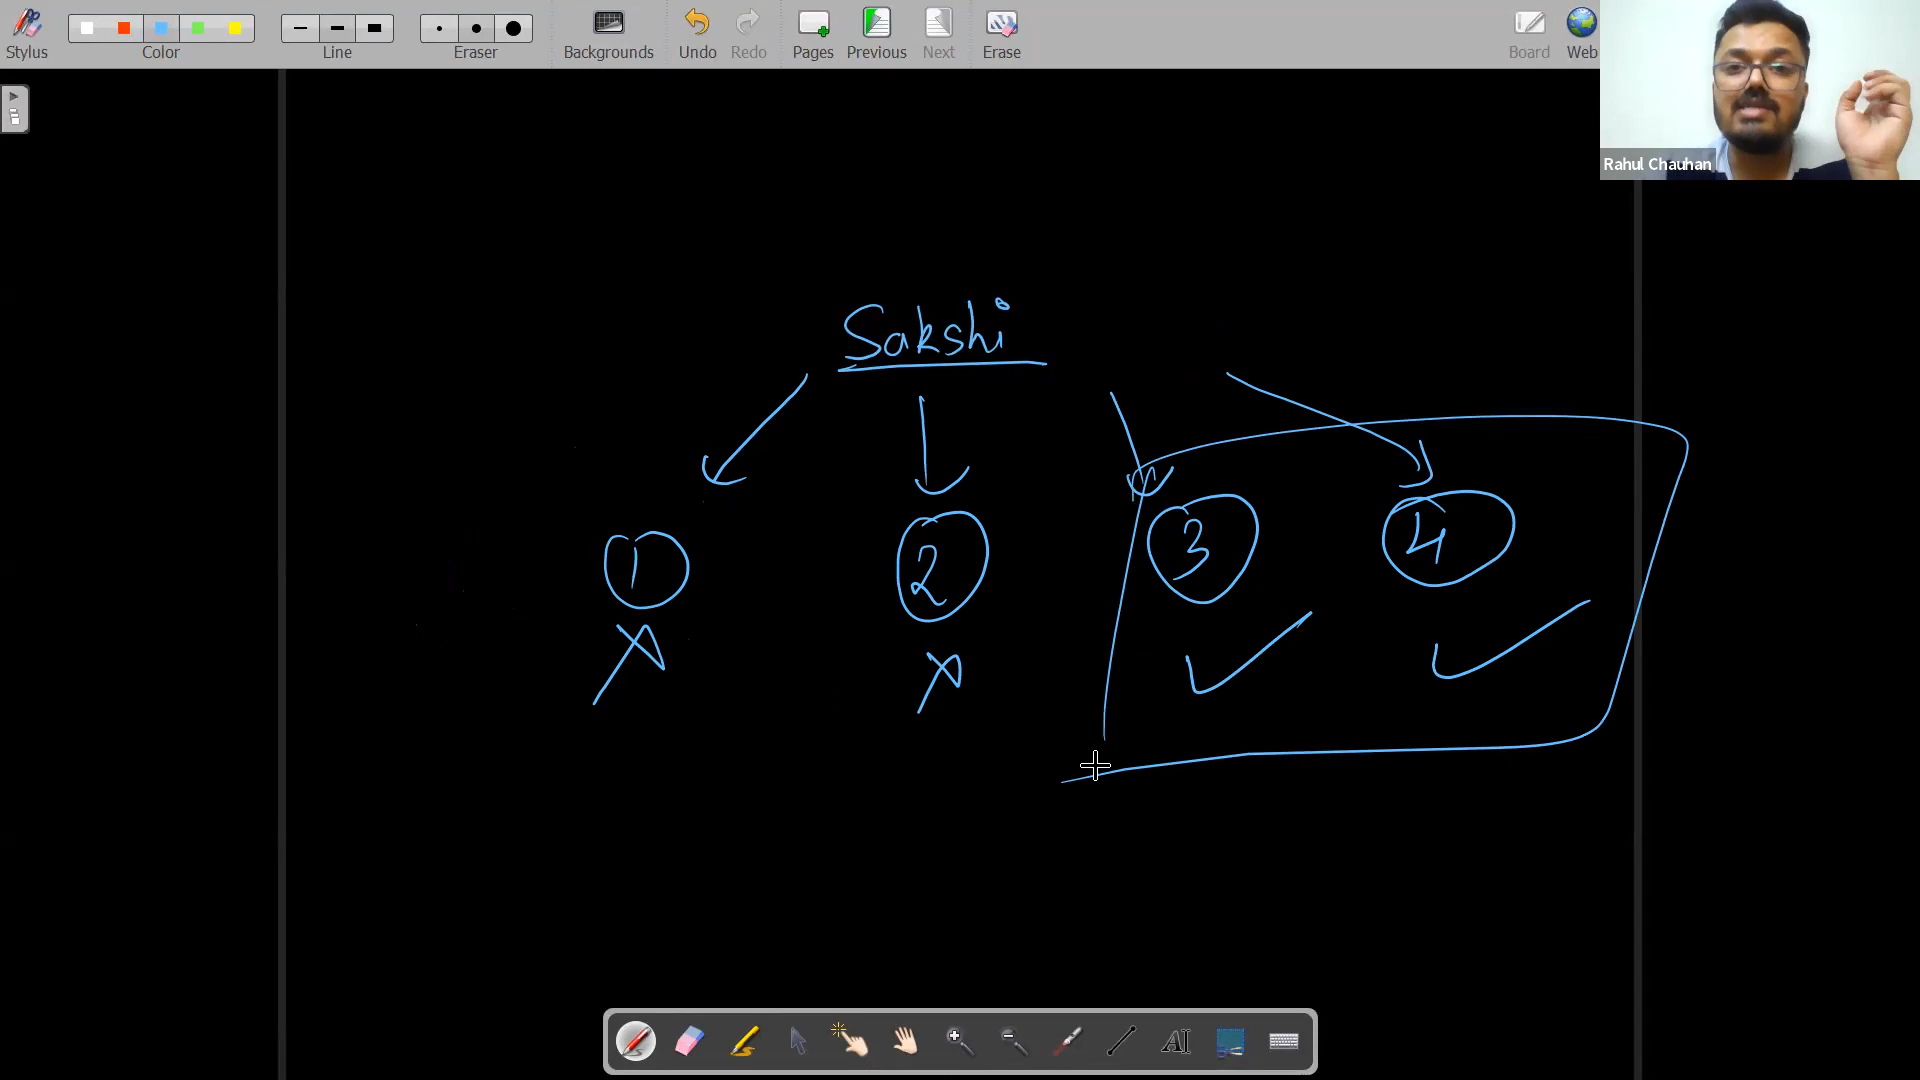 Stylus Color Line Eraser Backgrounds Undo Redo Pages Previous Next Erase Board Web
Rahul Chauhan
Sakshi
1 2 3 4
AI